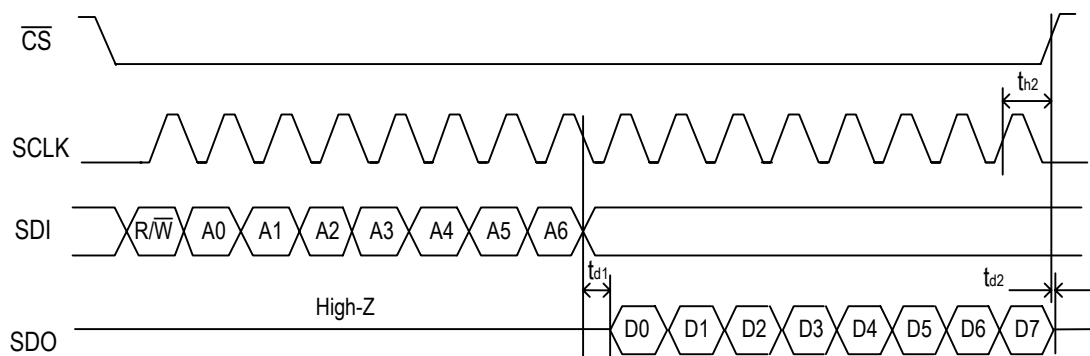 C̅S̅
th2
SCLK
SDI R/W̅ A0 A1 A2 A3 A4 A5 A6
td1 td2
High-Z
SDO D0 D1 D2 D3 D4 D5 D6 D7